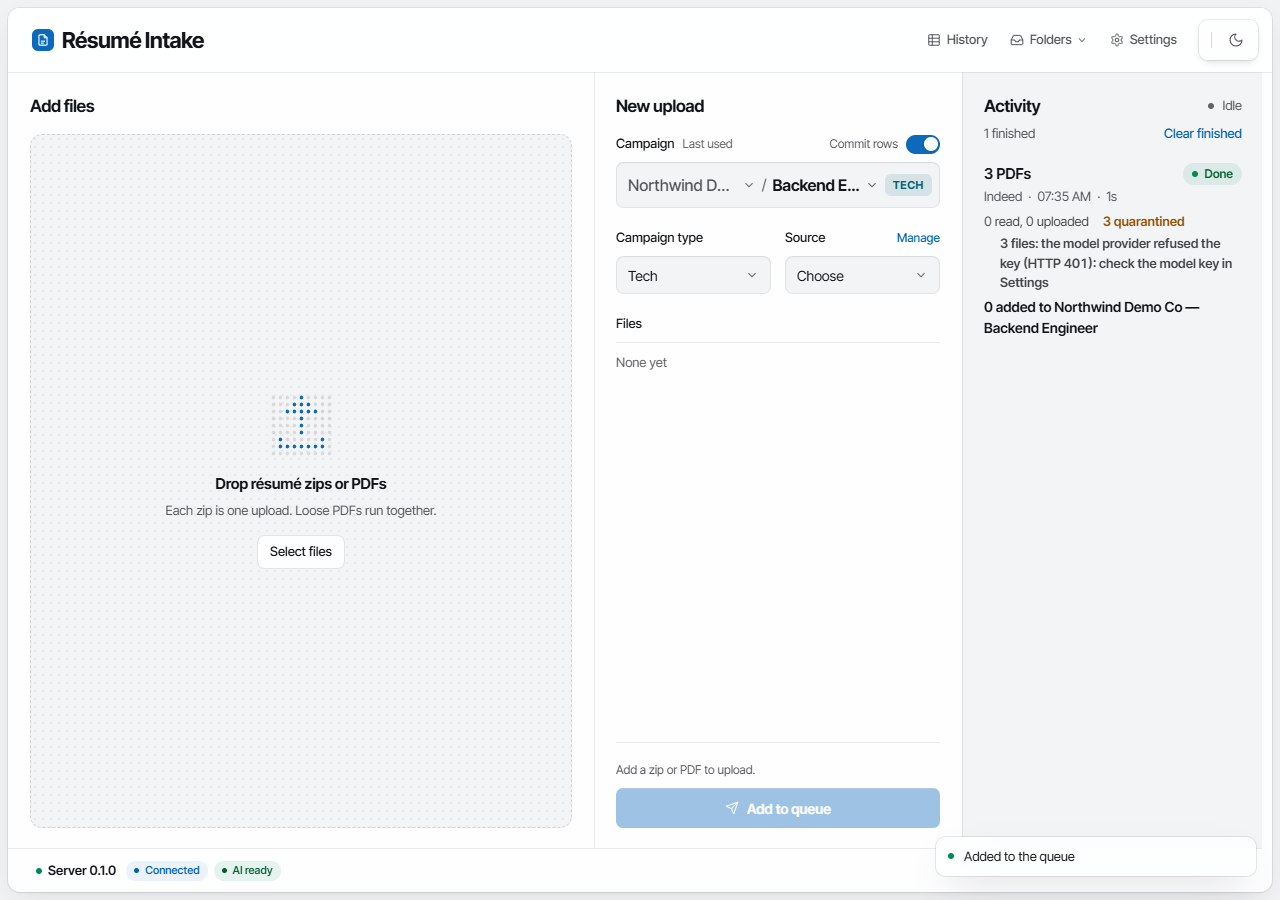 Résumé Intake
History
Folders
Settings
Add files
Drop résumé zips or PDFs
Each zip is one upload. Loose PDFs run together.
Select files
New upload
Campaign Last used
Commit rows
Northwind D... / Backend E... TECH
Campaign type
Source
Manage
Tech
Choose
Files
None yet
Add a zip or PDF to upload.
Add to queue
Activity
Idle
1 finished
Clear finished
3 PDFs
Done
Indeed · 07:35 AM · 1s
0 read, 0 uploaded 3 quarantined
3 files: the model provider refused the
key (HTTP 401): check the model key in
Settings
0 added to Northwind Demo Co —
Backend Engineer
Server 0.1.0
Connected
AI ready
Added to the queue